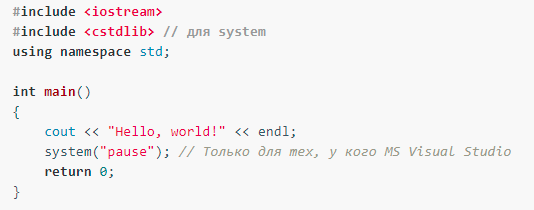 #include <iostream>
#include <cstdlib> // для system
using namespace std;
int main()
{
cout << "Hello, world!" << endl;
system("pause"); // Только для тех, у кого MS Visual Studio
return 0;
}